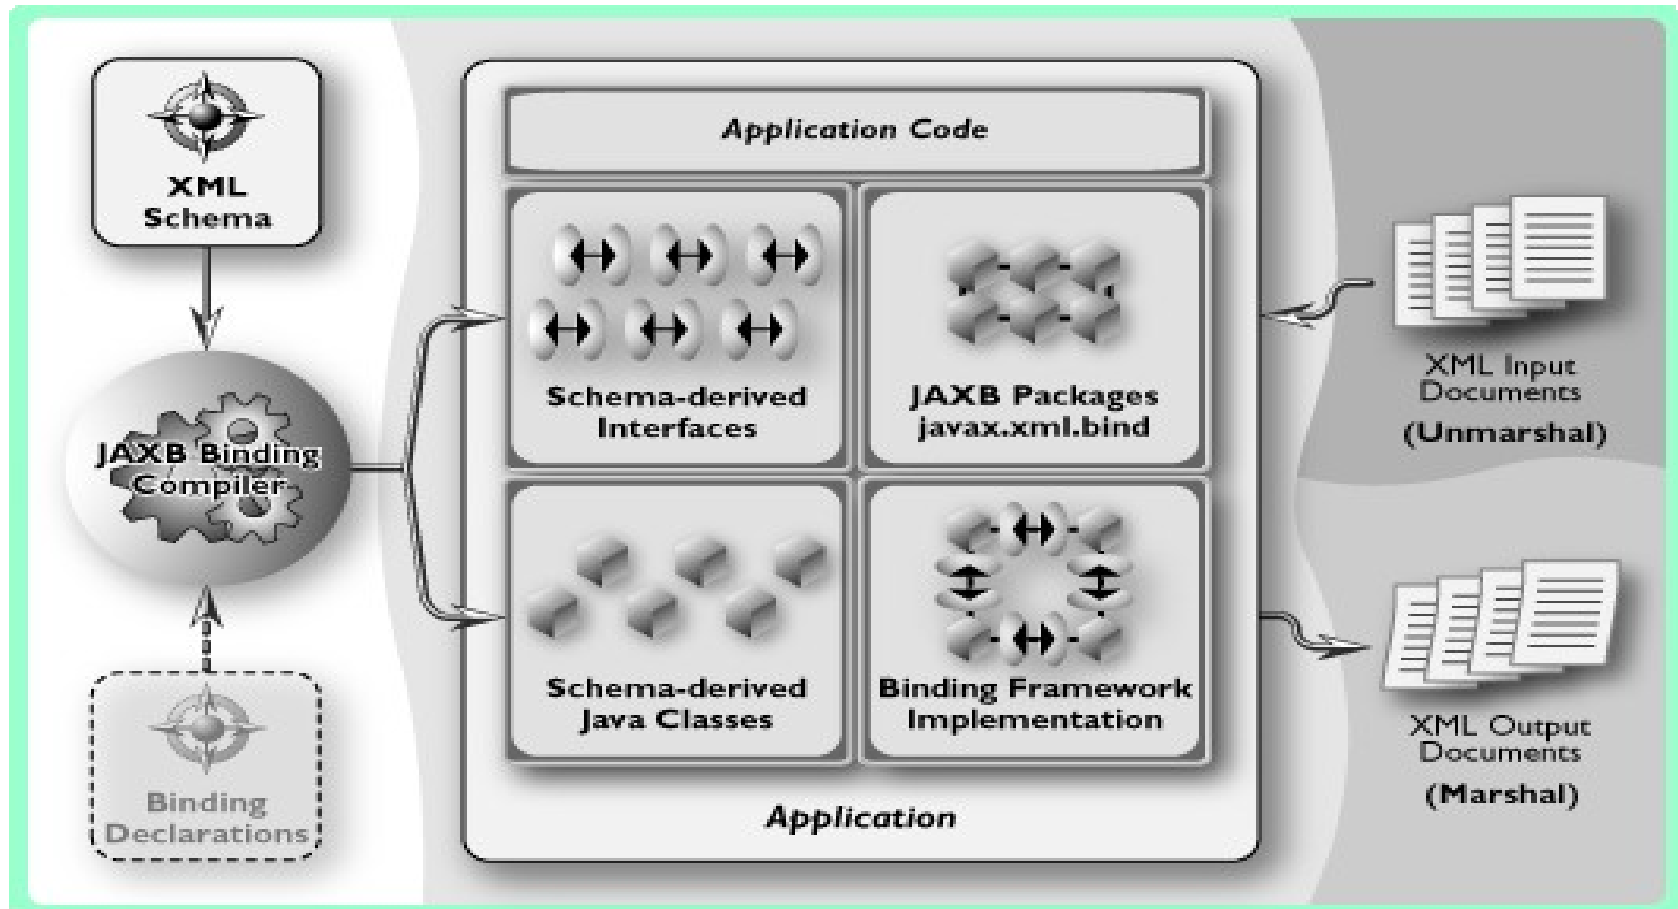 XML
Schema
JAXB Binding
Compiler
Binding
Declarations
Application Code
Schema-derived
Interfaces
JAXB Packages
javax.xml.bind
Schema-derived
Java Classes
Binding Framework
Implementation
Application
XML Input
Documents
(Unmarshal)
XML Output
Documents
(Marshal)